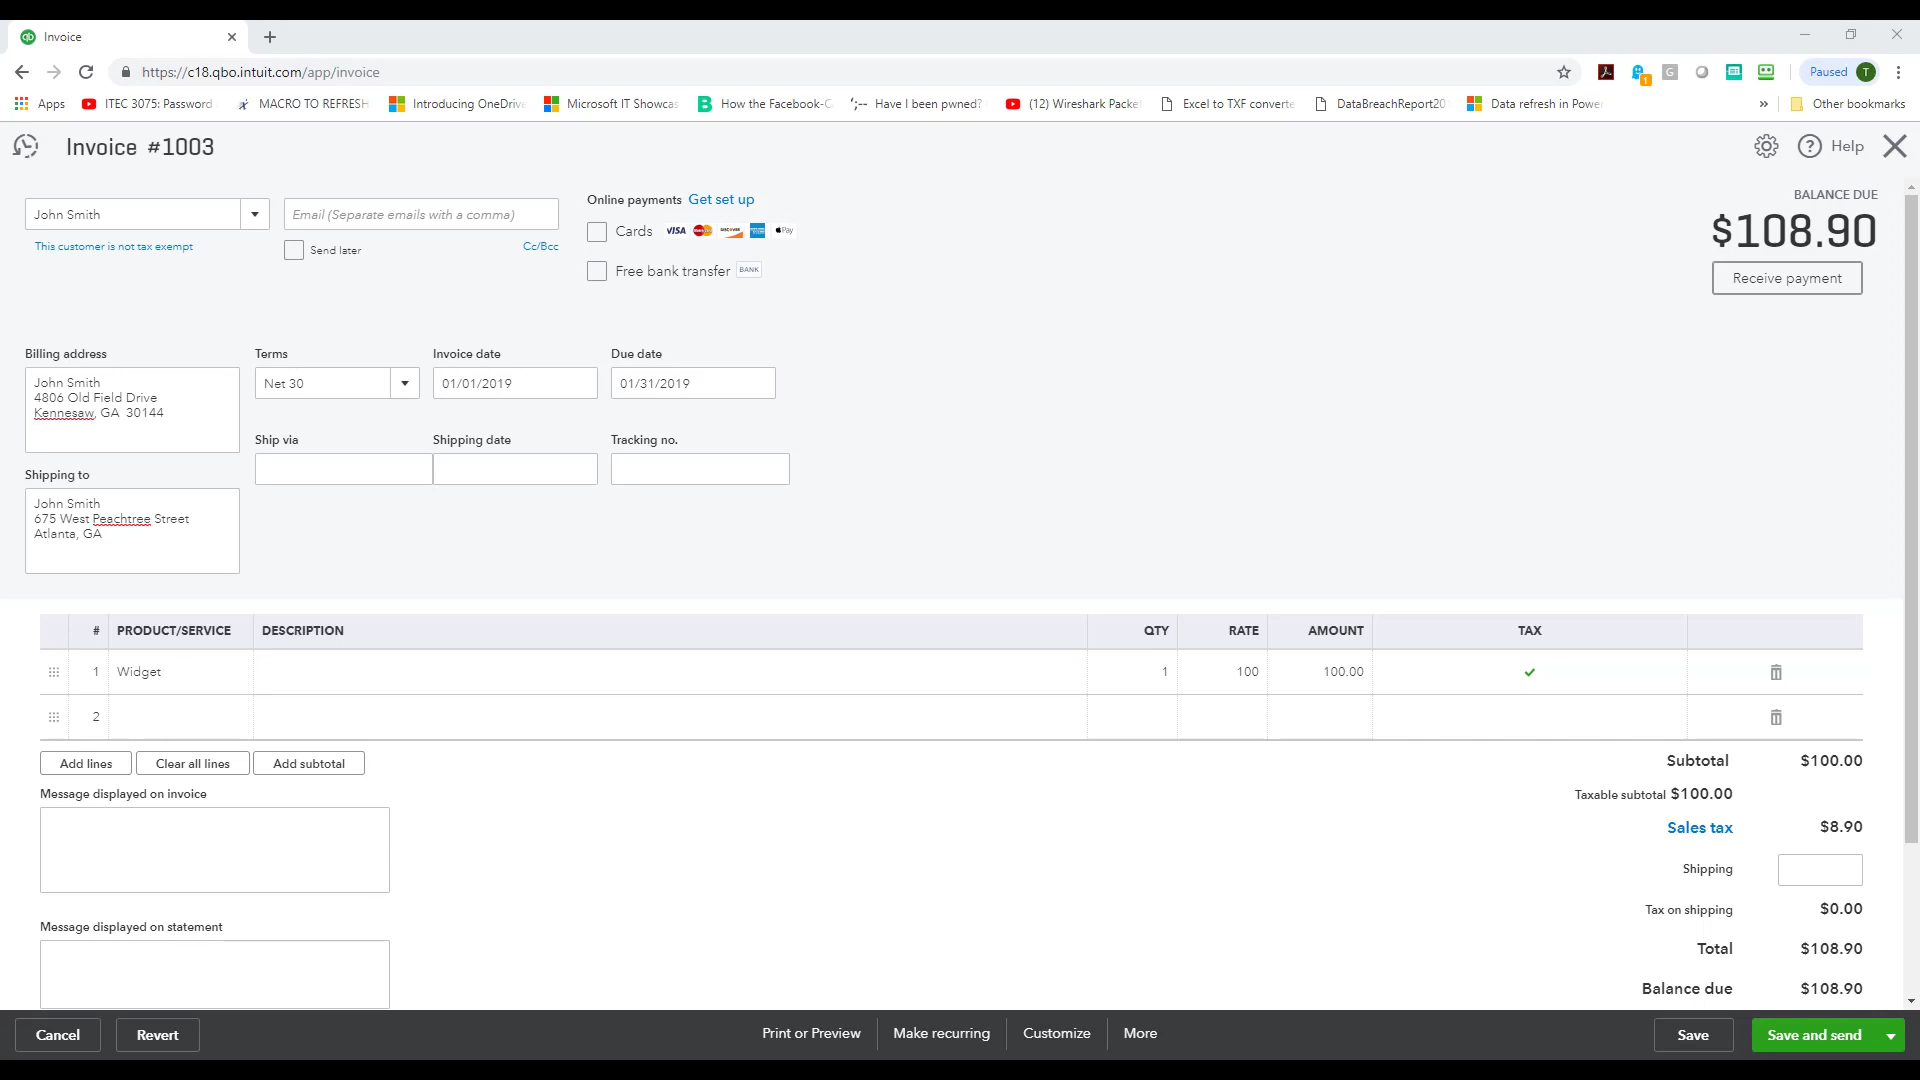 Invoice
https://c18.qbo.intuit.com/app/invoice
Paused T
Apps ITEC 3075: Password MACRO TO REFRESH Introducing OneDrive Microsoft IT Showcas How the Facebook-C Have I been pwned? (12) Wireshark Packe Excel to TXF converte DataBreachReport20 Data refresh in Powe » Other bookmarks
Invoice #1003
Help
BALANCE DUE
$108.90
Receive payment
John Smith
This customer is not tax exempt
Email (Separate emails with a comma)
Send later
Cc/Bcc
Online payments Get set up
Cards VISA MasterCard DISCOVER Pay
Free bank transfer BANK
Billing address
John Smith
4806 Old Field Drive
Kennesaw, GA 30144
Terms
Net 30
Invoice date
01/01/2019
Due date
01/31/2019
Ship via
Shipping date
Tracking no.
Shipping to
John Smith
675 West Peachtree Street
Atlanta, GA
# PRODUCT/SERVICE DESCRIPTION QTY RATE AMOUNT TAX
1 Widget 1 100 100.00
2
Add lines Clear all lines Add subtotal
Subtotal $100.00
Taxable subtotal $100.00
Sales tax $8.90
Shipping
Tax on shipping $0.00
Total $108.90
Balance due $108.90
Message displayed on invoice
Message displayed on statement
Cancel Revert Print or Preview Make recurring Customize More Save Save and send